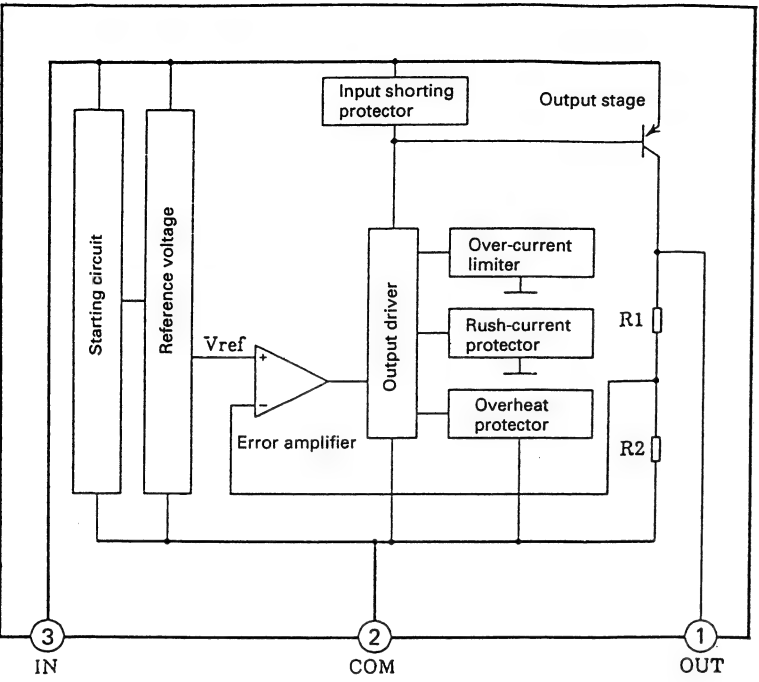 Input shorting
protector
Output stage
Starting circuit
Reference voltage
Output driver
Over-current
limiter
R1
Rush-current
protector
Vref
+
−
Overheat
protector
Error amplifier
R2
3
2
1
IN
COM
OUT